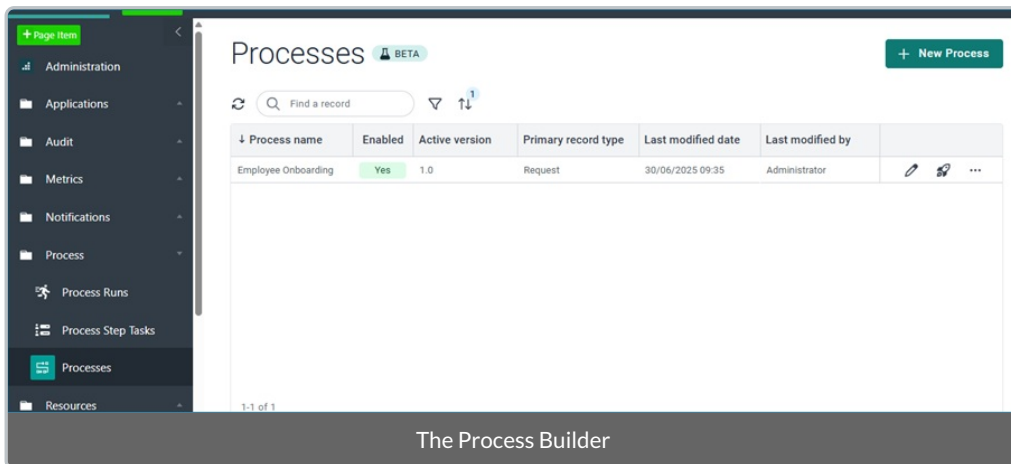 + Page Item
Administration
Applications
Audit
Metrics
Notifications
Process
Process Runs
Process Step Tasks
Processes
Resources
Processes BETA
+ New Process
Find a record
1
↓ Process name Enabled Active version Primary record type Last modified date Last modified by
Employee Onboarding Yes 1.0 Request 30/06/2025 09:35 Administrator
1-1 of 1
The Process Builder